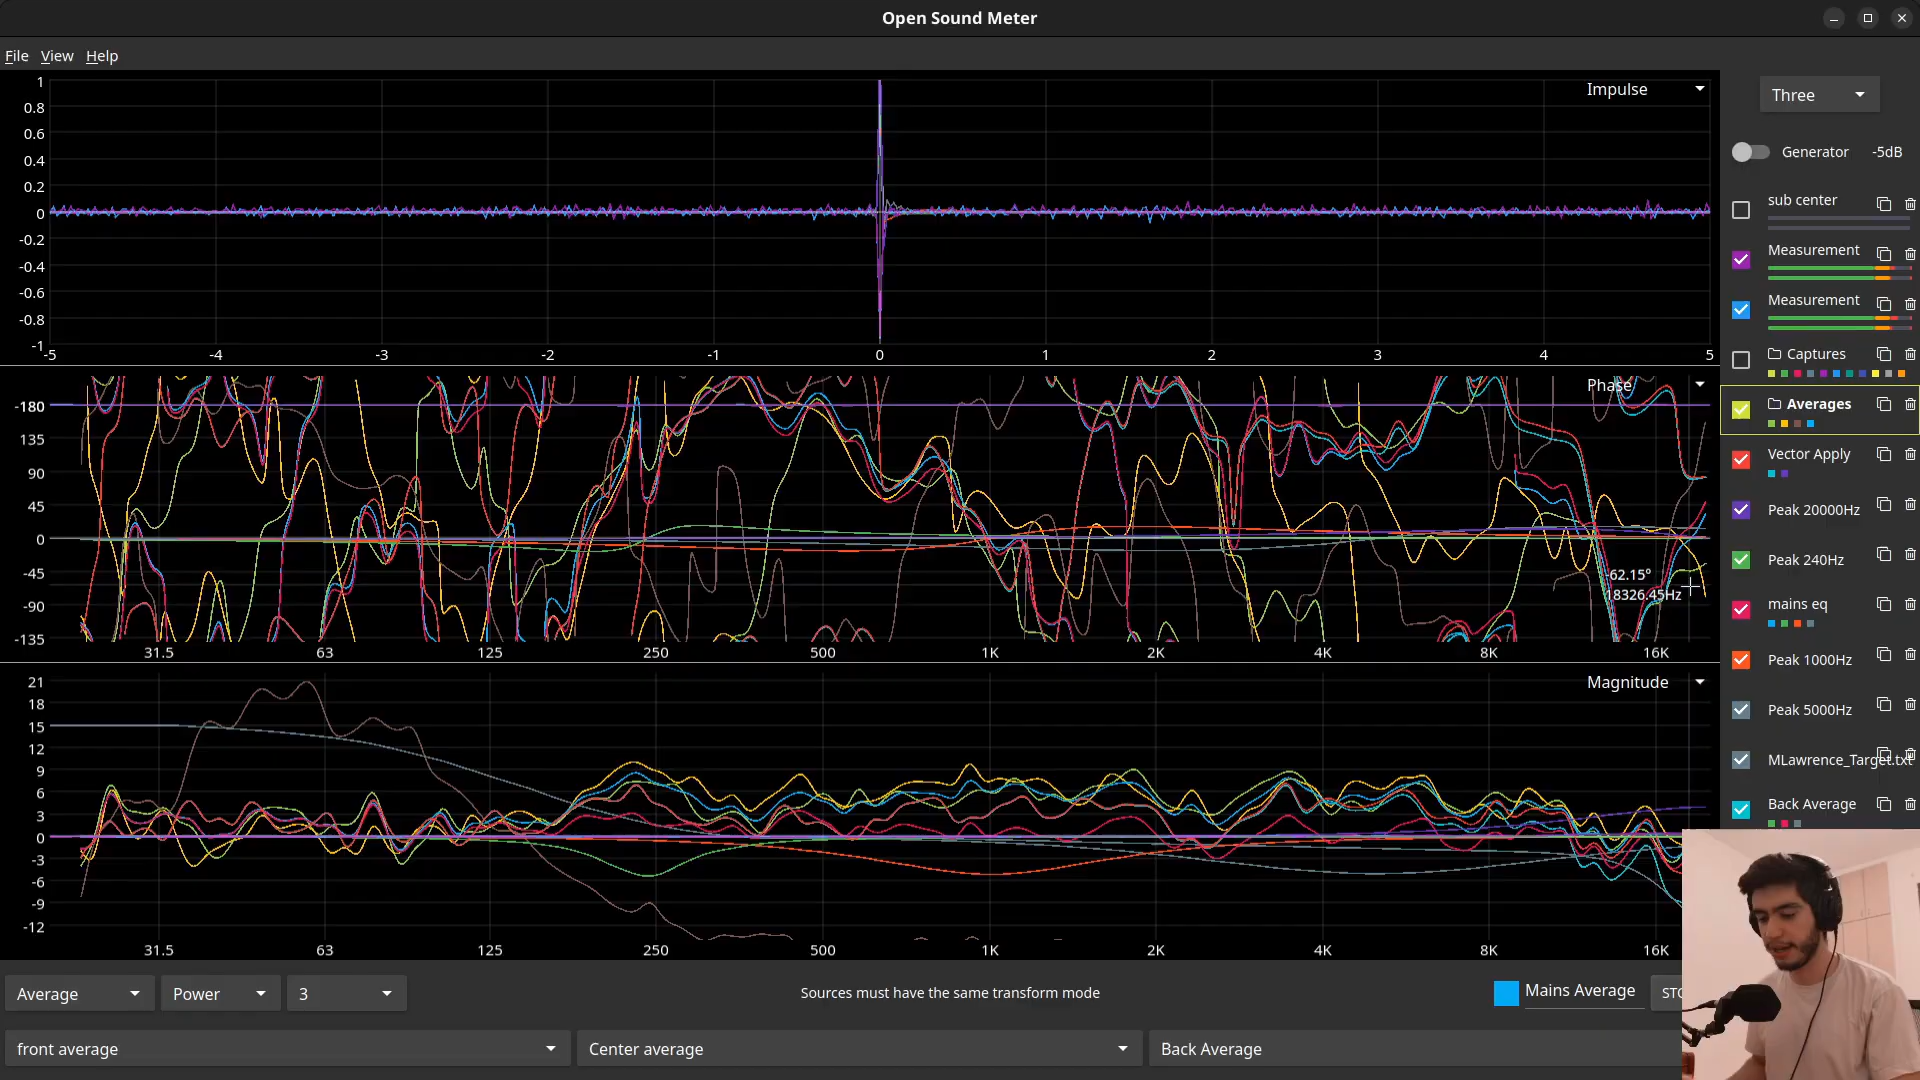 Open Sound Meter
File View Help
Impulse
1
0.8
0.6
0.4
0.2
0
-0.2
-0.4
-0.6
-0.8
-1
-5 -4 -3 -2 -1 0 1 2 3 4 5
Phase
-180
135
90
45
0
-45
-90
-135
-62.15°
18326.45Hz
31.5 63 125 250 500 1K 2K 4K 8K 16K
Magnitude
21
18
15
12
9
6
3
0
-3
-6
-9
-12
31.5 63 125 250 500 1K 2K 4K 8K 16K
Three
Generator -5dB
sub center
Measurement
Measurement
Captures
Averages
Vector Apply
Peak 20000Hz
Peak 240Hz
mains eq
Peak 1000Hz
Peak 5000Hz
MLawrence_Target.txt
Back Average
Average Power 3 Sources must have the same transform mode Mains Average
front average Center average Back Average